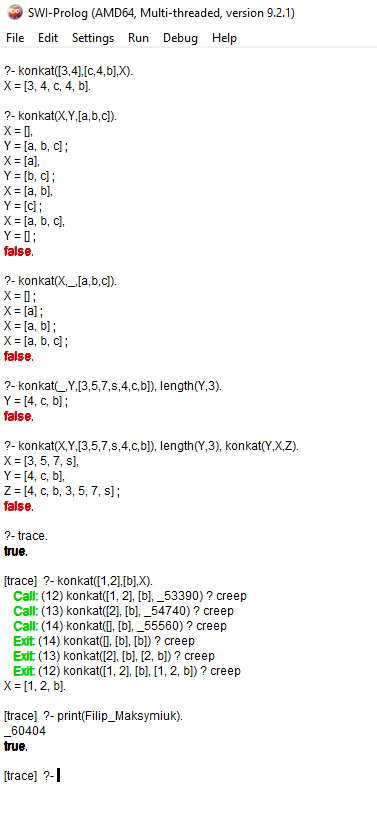 SWI-Prolog (AMD64, Multi-threaded, version 9.2.1)
File Edit Settings Run Debug Help
?- konkat([3,4],[c,4,b],X).
X = [3, 4, c, 4, b].
?- konkat(X,Y,[a,b,c]).
X = [],
Y = [a, b, c] ;
X = [a],
Y = [b, c] ;
X = [a, b],
Y = [c] ;
X = [a, b, c],
Y = [] ;
false.
?- konkat(X,_,[a,b,c]).
X = [] ;
X = [a] ;
X = [a, b] ;
X = [a, b, c] ;
false.
?- konkat(_,Y,[3,5,7,s,4,c,b]), length(Y,3).
Y = [4, c, b] ;
false.
?- konkat(X,Y,[3,5,7,s,4,c,b]), length(Y,3), konkat(Y,X,Z).
X = [3, 5, 7, s],
Y = [4, c, b],
Z = [4, c, b, 3, 5, 7, s] ;
false.
?- trace.
true.
[trace] ?- konkat([1,2],[b],X).
Call: (12) konkat([1, 2], [b], _53390) ? creep
Call: (13) konkat([2], [b], _54740) ? creep
Call: (14) konkat([], [b], _55560) ? creep
Exit: (14) konkat([], [b], [b]) ? creep
Exit: (13) konkat([2], [b], [2, b]) ? creep
Exit: (12) konkat([1, 2], [b], [1, 2, b]) ? creep
X = [1, 2, b].
[trace] ?- print(Filip_Maksymiuk).
_60404
true.
[trace] ?-